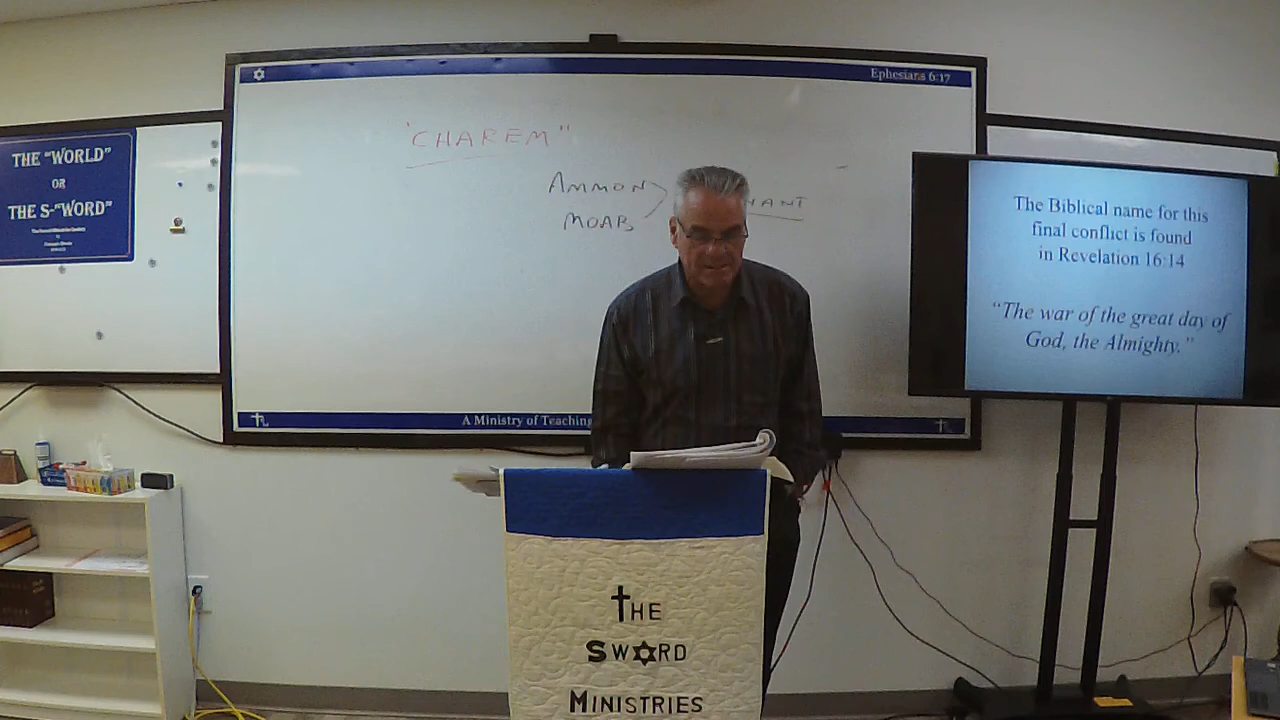 THE "WORLD"
OR
THE S-"WORD"
Ephesians 6:17
"CHAREM"
AMMON
MOAB
A Ministry of Teaching
The Biblical name for this
final conflict is found
in Revelation 16:14
"The war of the great day of
God, the Almighty."
THE
SWORD
MINISTRIES